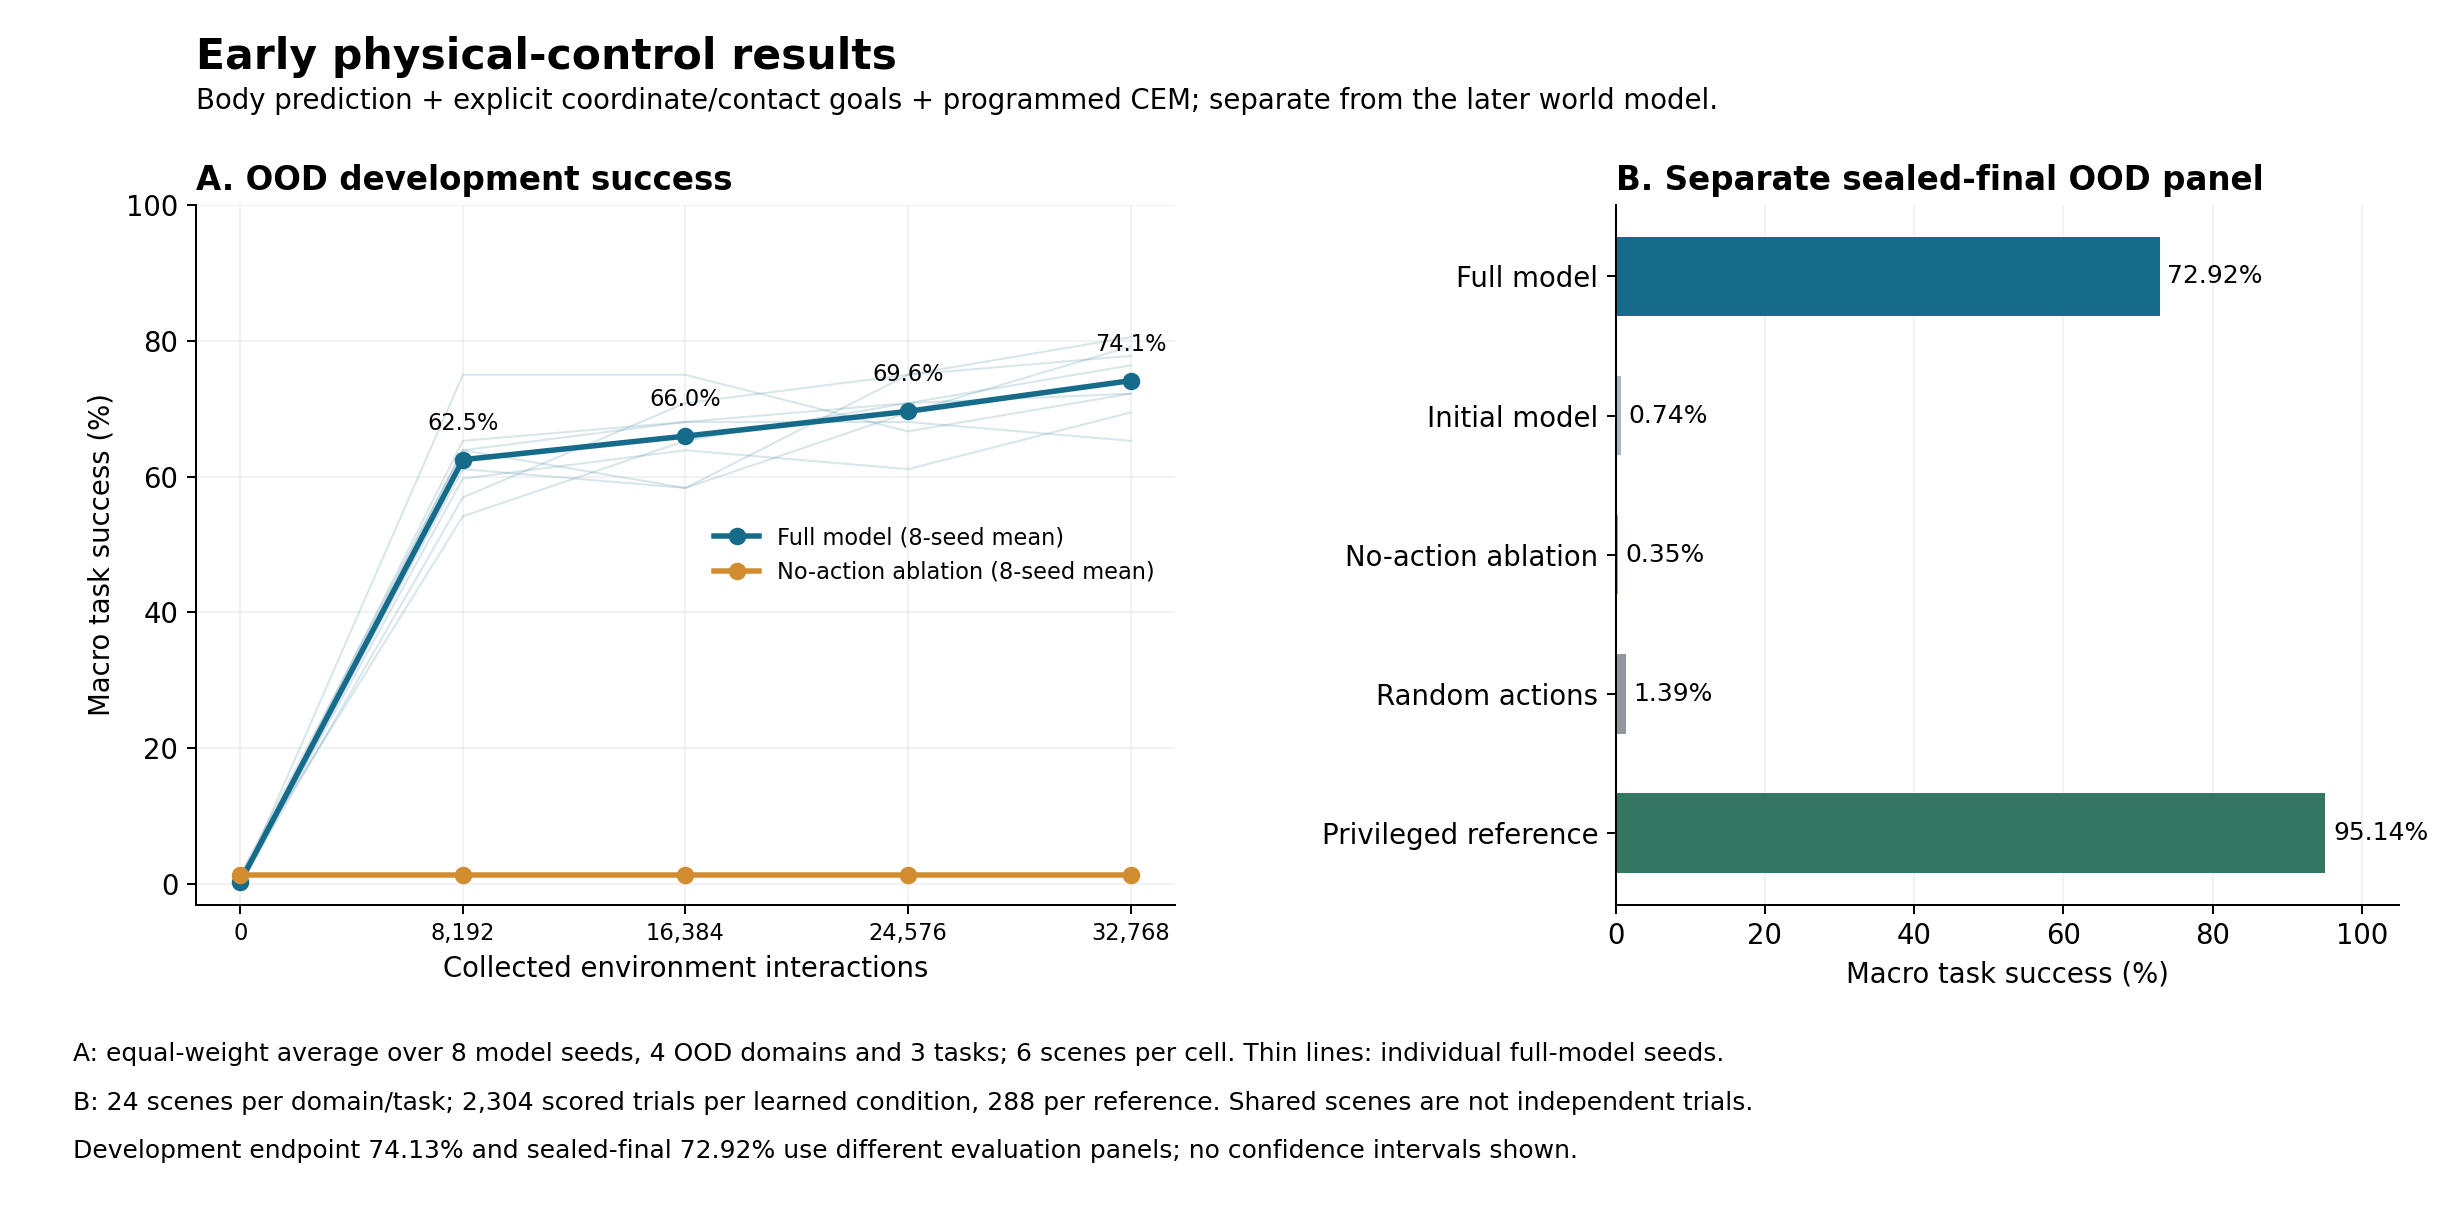 Early physical-control results
Body prediction + explicit coordinate/contact goals + programmed CEM; separate from the later world model.
A. OOD development success
100
80
60
40
20
0
Macro task success (%)
62.5%
66.0%
69.6%
74.1%
Full model (8-seed mean)
No-action ablation (8-seed mean)
0
8,192
16,384
24,576
32,768
Collected environment interactions
B. Separate sealed-final OOD panel
Full model
72.92%
Initial model
0.74%
No-action ablation
0.35%
Random actions
1.39%
Privileged reference
95.14%
0
20
40
60
80
100
Macro task success (%)
A: equal-weight average over 8 model seeds, 4 OOD domains and 3 tasks; 6 scenes per cell. Thin lines: individual full-model seeds.
B: 24 scenes per domain/task; 2,304 scored trials per learned condition, 288 per reference. Shared scenes are not independent trials.
Development endpoint 74.13% and sealed-final 72.92% use different evaluation panels; no confidence intervals shown.